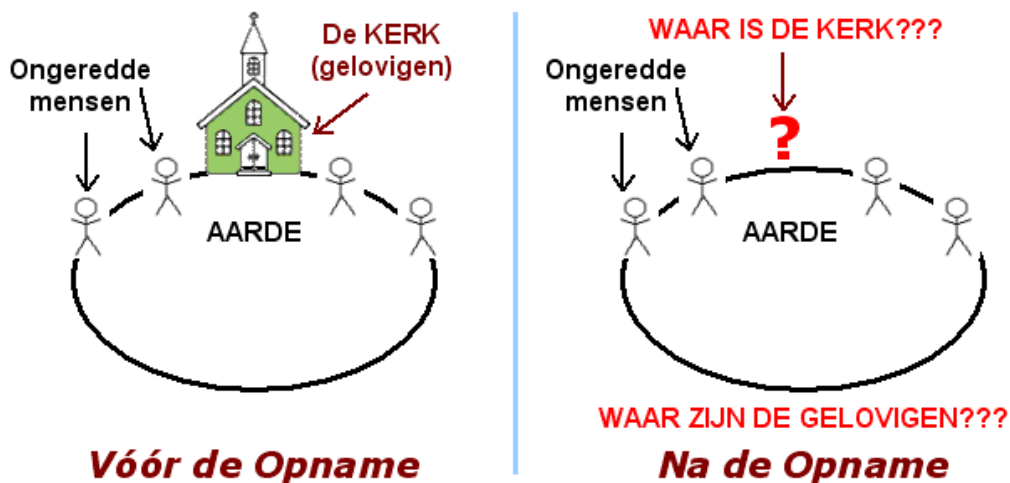 De KERK
(gelovigen)
Ongeredde
mensen
AARDE
Vóór de Opname
WAAR IS DE KERK???
Ongeredde
mensen
?
AARDE
WAAR ZIJN DE GELOVIGEN???
Na de Opname